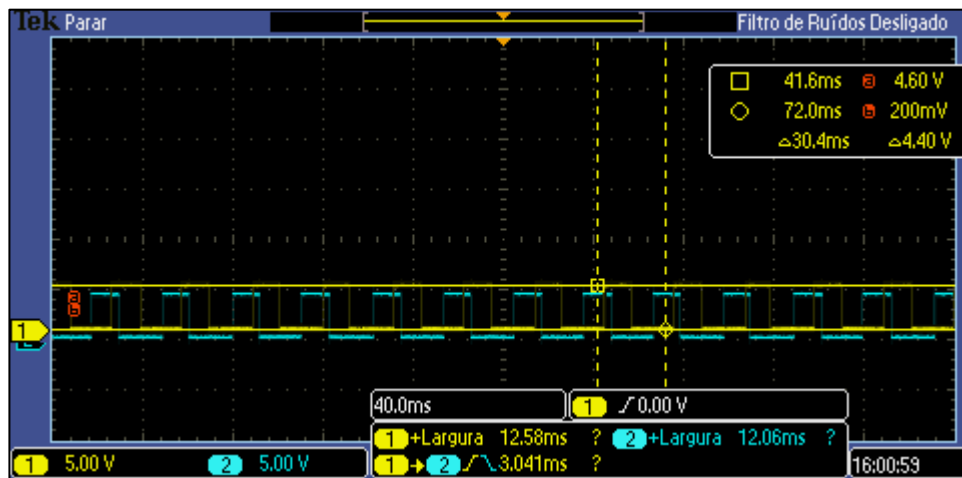 Tek Parar Filtro de Ruídos Desligado
41.6ms a 4.60 V
72.0ms b 200mV
△30.4ms △4.40 V
a
b
1
40.0ms 1 0.00 V
1 +Largura 12.58ms ? 2 +Largura 12.06ms ?
1 → 2 3.041ms ?
1 5.00 V 2 5.00 V 16:00:59